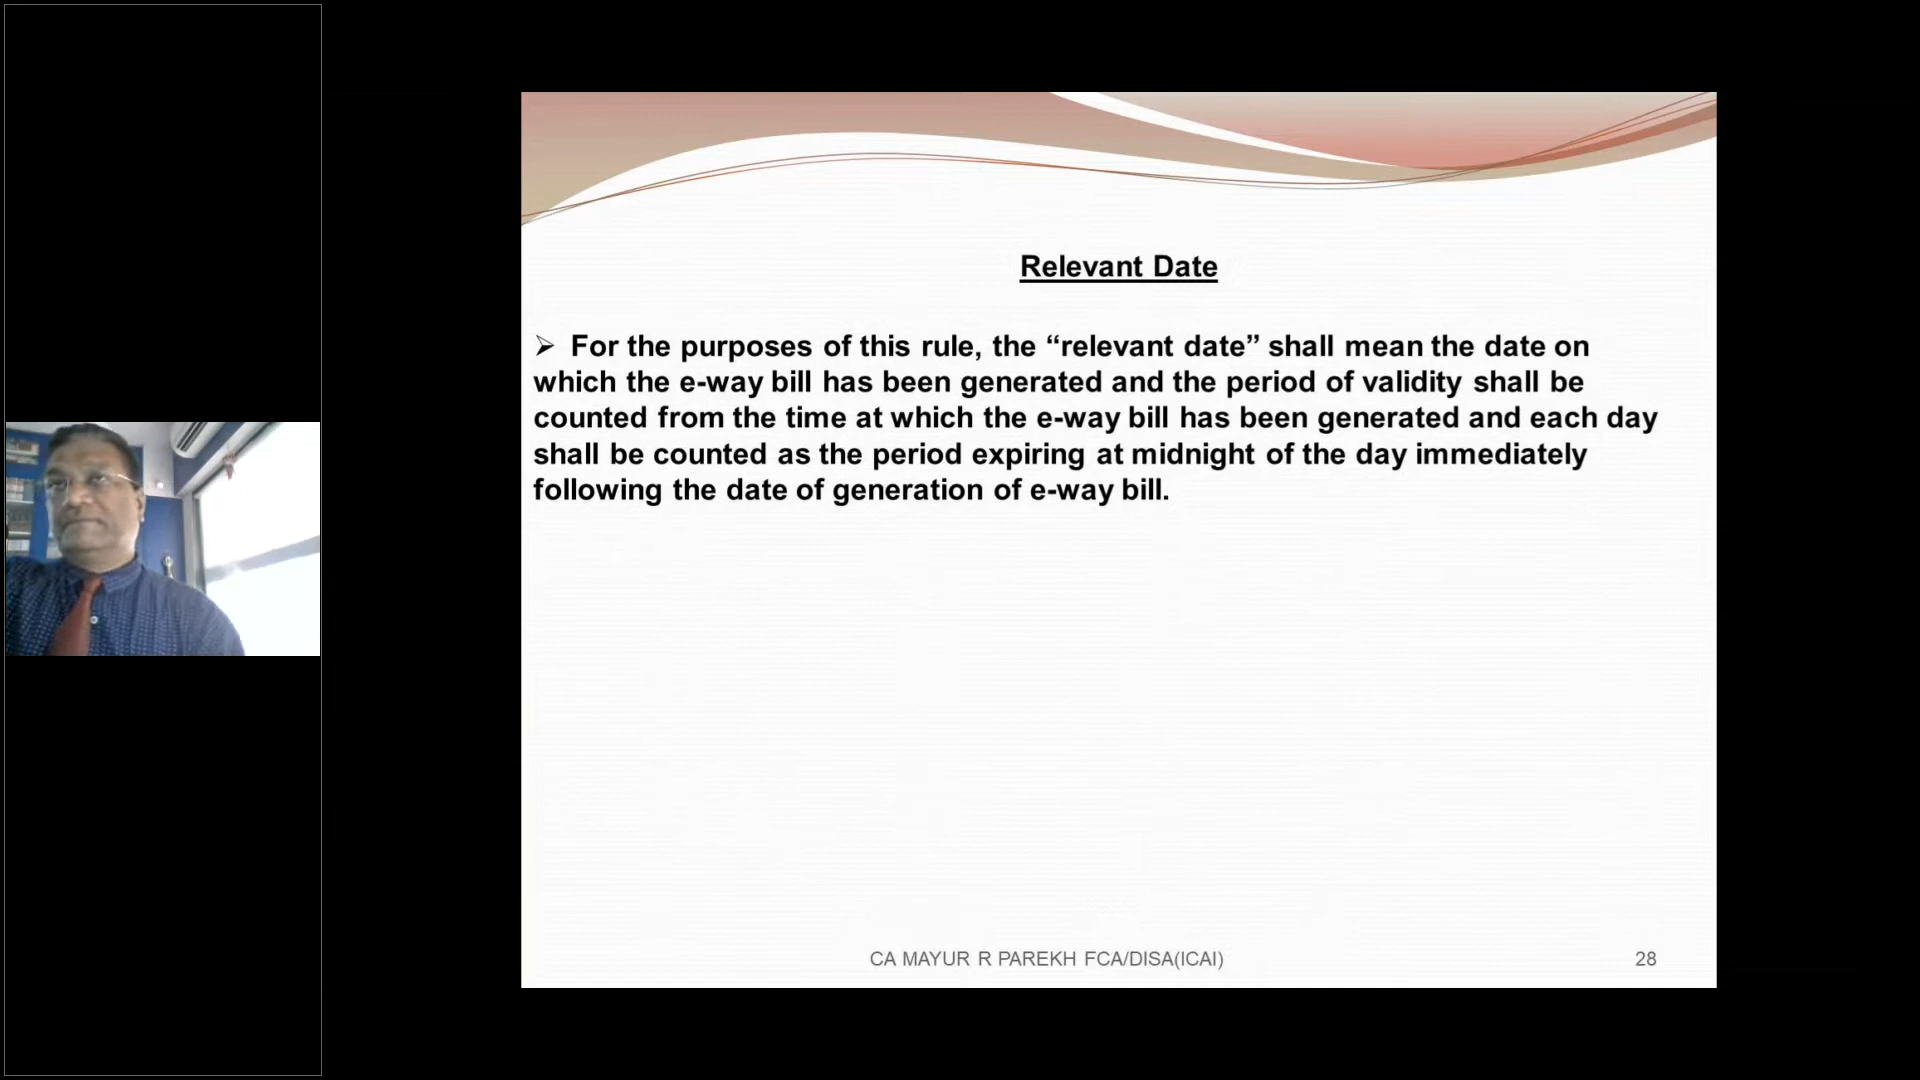 Relevant Date
➢ For the purposes of this rule, the “relevant date” shall mean the date on
which the e-way bill has been generated and the period of validity shall be
counted from the time at which the e-way bill has been generated and each day
shall be counted as the period expiring at midnight of the day immediately
following the date of generation of e-way bill.
CA MAYUR R PAREKH FCA/DISA(ICAI)
28